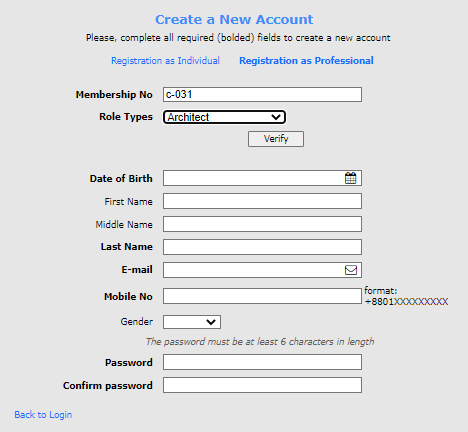 Create a New Account
Please, complete all required (bolded) fields to create a new account
Registration as Individual Registration as Professional
Membership No c-031
Role Types Architect
Verify
Date of Birth
First Name
Middle Name
Last Name
E-mail
Mobile No format: +8801XXXXXXXXX
Gender
The password must be at least 6 characters in length
Password
Confirm password
Back to Login